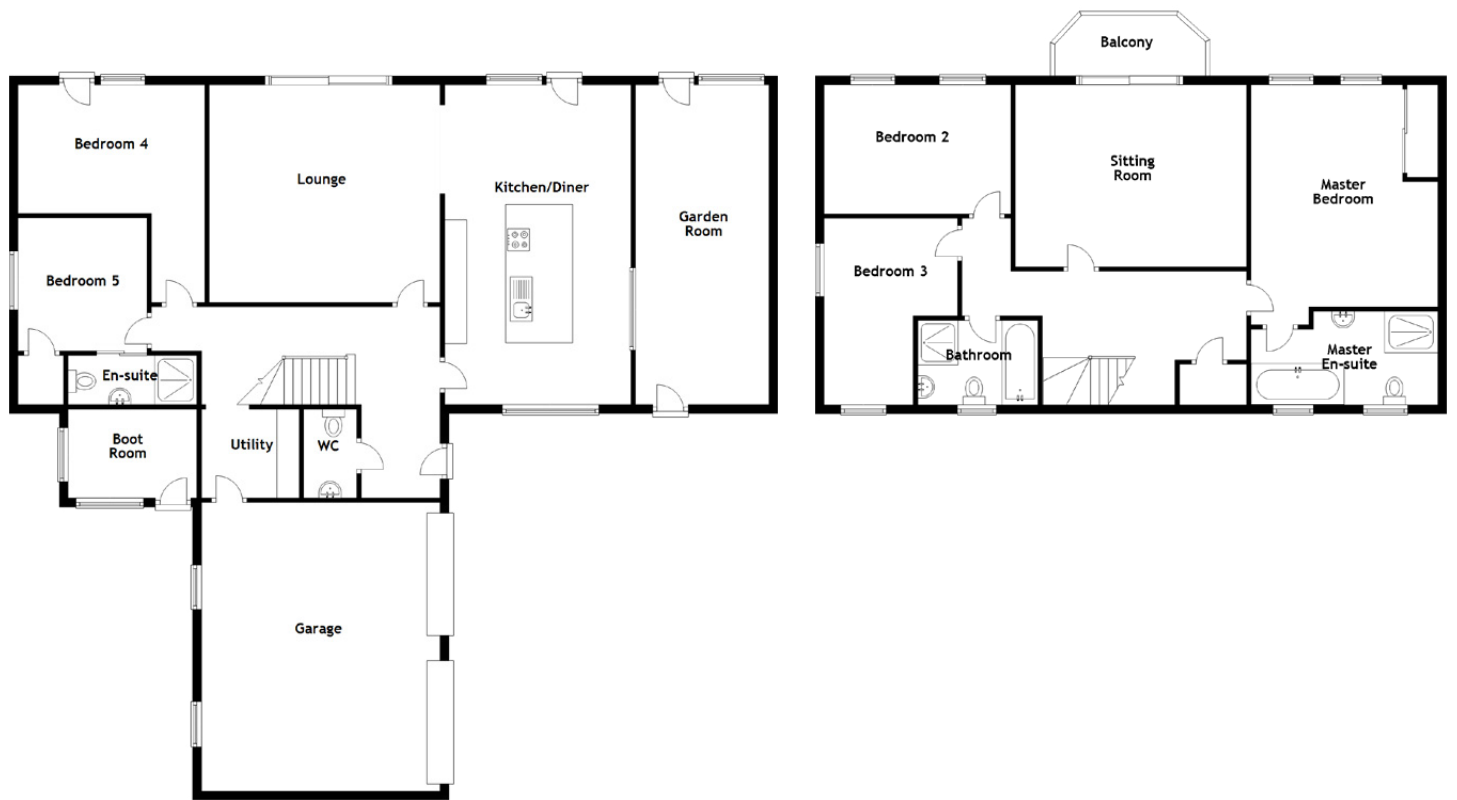 Bedroom 4
Lounge
Kitchen/Diner
Garden
Room
Bedroom 5
En-suite
Boot
Room
Utility
WC
Garage
Balcony
Bedroom 2
Sitting
Room
Master
Bedroom
Bedroom 3
Bathroom
Master
En-suite